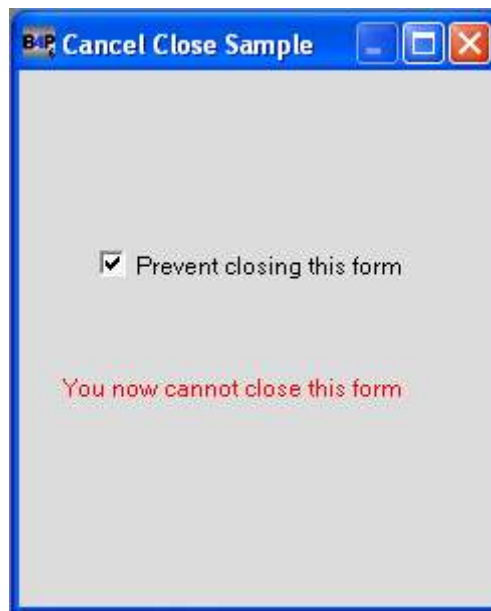 B4P Cancel Close Sample
Prevent closing this form
You now cannot close this form